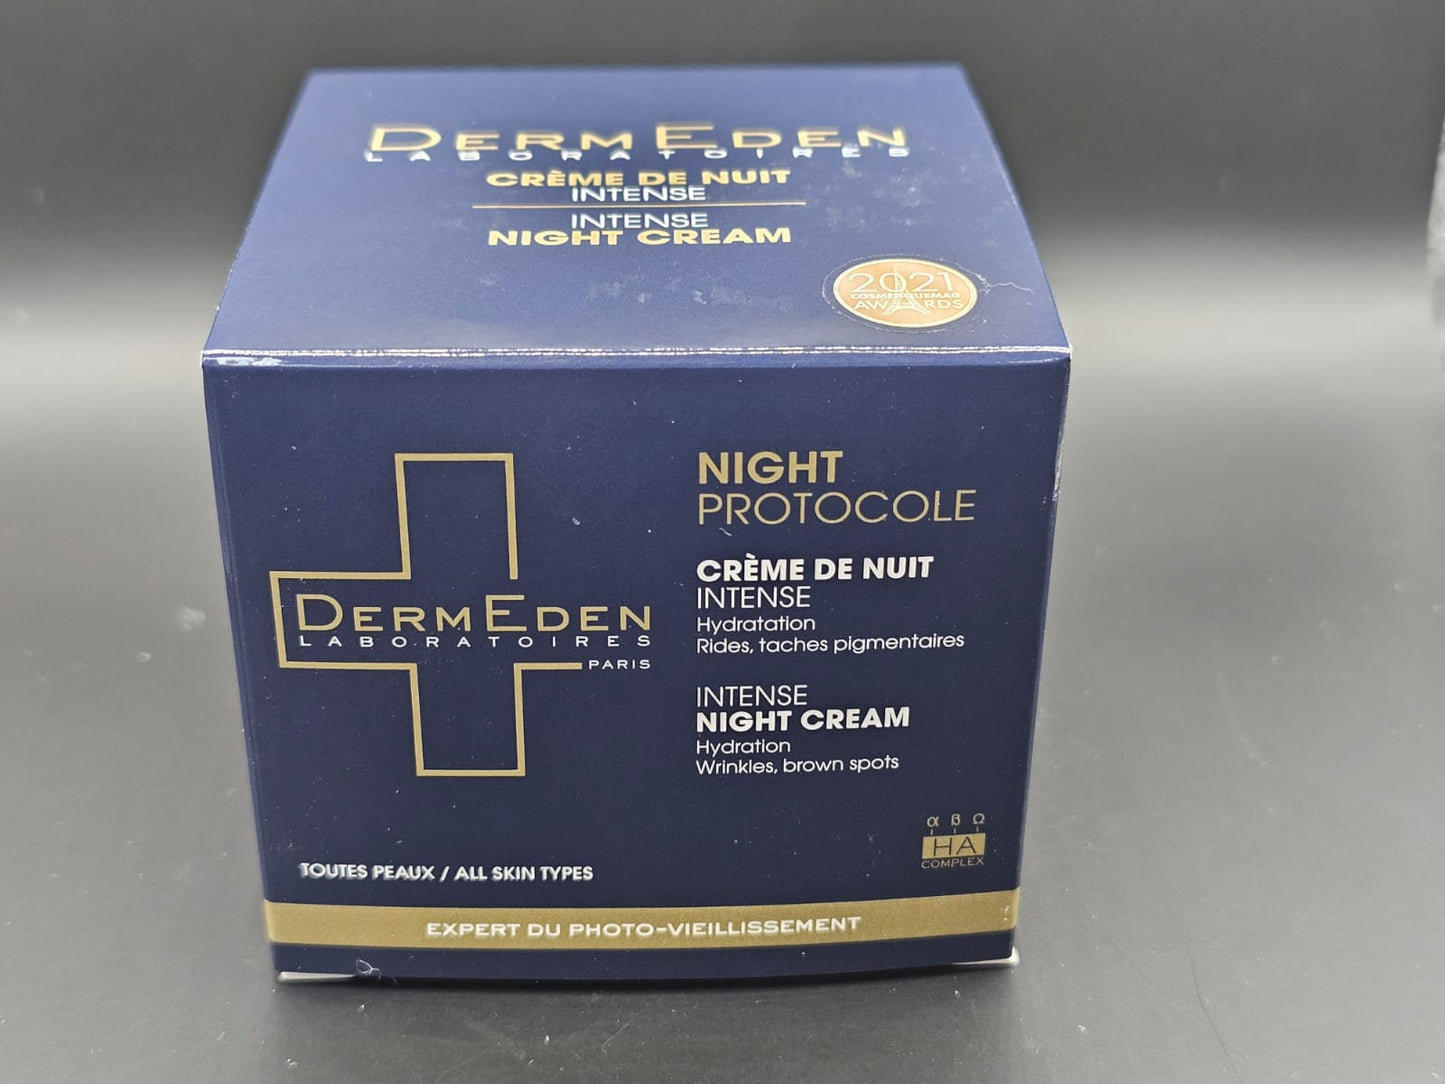 DERMEDEN
LABORATOIRES
CRÈME DE NUIT
INTENSE
INTENSE
NIGHT CREAM
2021
COSMÉTIQUEMAG
AWARDS
NIGHT
PROTOCOLE
CRÈME DE NUIT
INTENSE
Hydratation
Rides, taches pigmentaires
DERMEDEN
LABORATOIRES
PARIS
INTENSE
NIGHT CREAM
Hydration
Wrinkles, brown spots
α β Ω
HA
COMPLEX
TOUTES PEAUX / ALL SKIN TYPES
EXPERT DU PHOTO-VIEILLISSEMENT